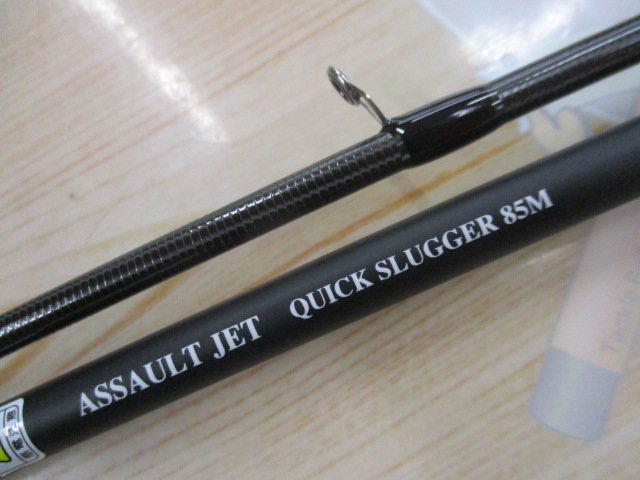 ASSAULT JET QUICK SLUGGER 85M